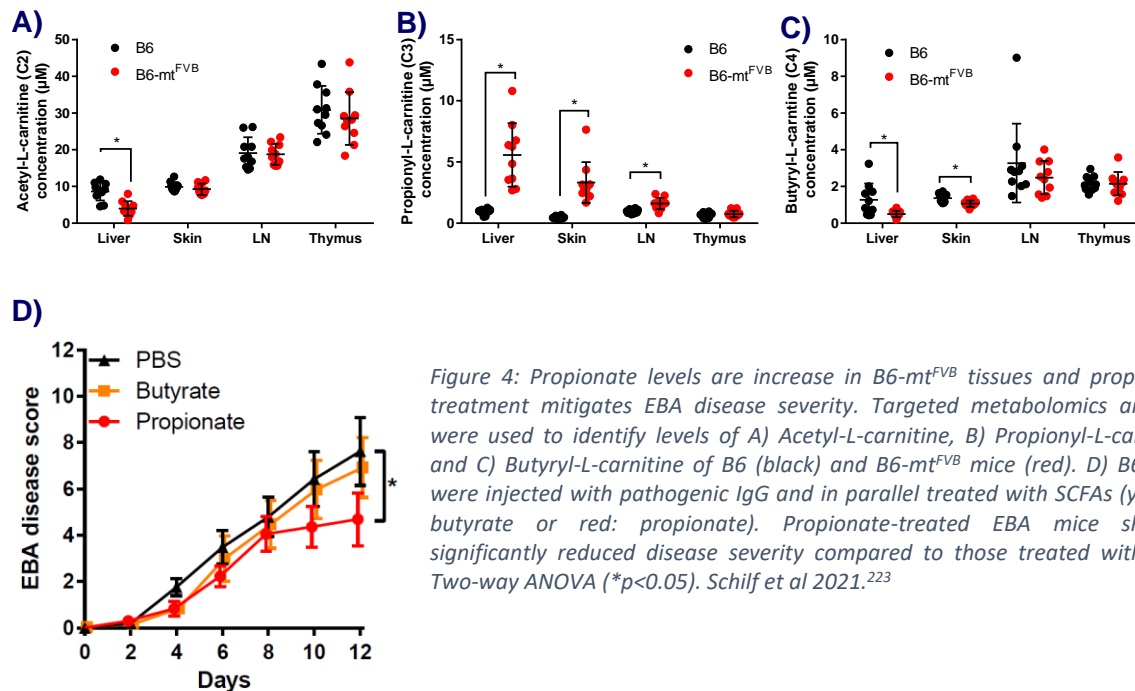 A)
Acetyl-L-carnitine (C2)
concentration (µM)
50
40
30
20
10
0
B6
B6-mtFVB
*
Liver Skin LN Thymus
B)
Propionyl-L-carnitine (C3)
concentration (µM)
15
10
5
0
B6
B6-mtFVB
*
*
*
Liver Skin LN Thymus
C)
Butyryl-L-carnitine (C4)
concentration (µM)
10
8
6
4
2
0
B6
B6-mtFVB
*
*
Liver Skin LN Thymus
D)
EBA disease score
12
10
8
6
4
2
0
PBS
Butyrate
Propionate
*
0 2 4 6 8 10 12
Days
Figure 4: Propionate levels are increase in B6-mtFVB tissues and prop
treatment mitigates EBA disease severity. Targeted metabolomics a
were used to identify levels of A) Acetyl-L-carnitine, B) Propionyl-L-ca
and C) Butyryl-L-carnitine of B6 (black) and B6-mtFVB mice (red). D) B6
were injected with pathogenic IgG and in parallel treated with SCFAs (y
butyrate or red: propionate). Propionate-treated EBA mice s
significantly reduced disease severity compared to those treated with
Two-way ANOVA (*p<0.05). Schilf et al 2021.223